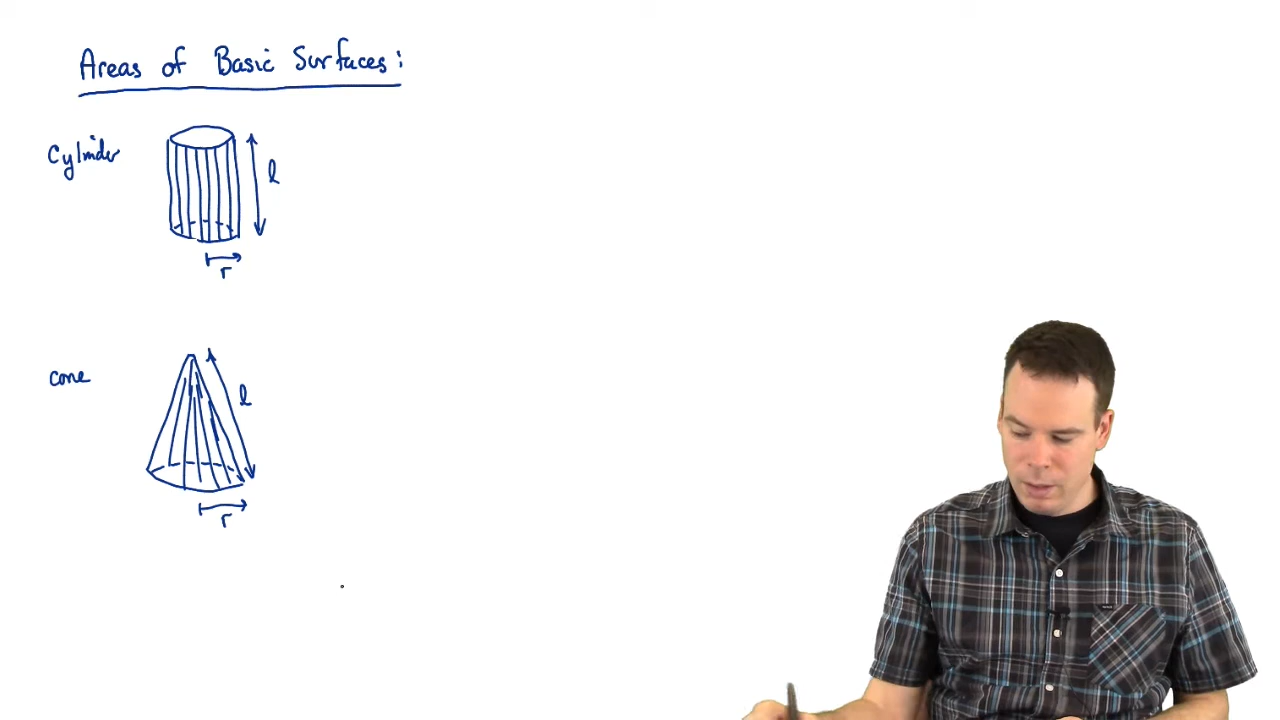 Areas of Basic Surfaces:
Cylinder
l
r
cone
l
r